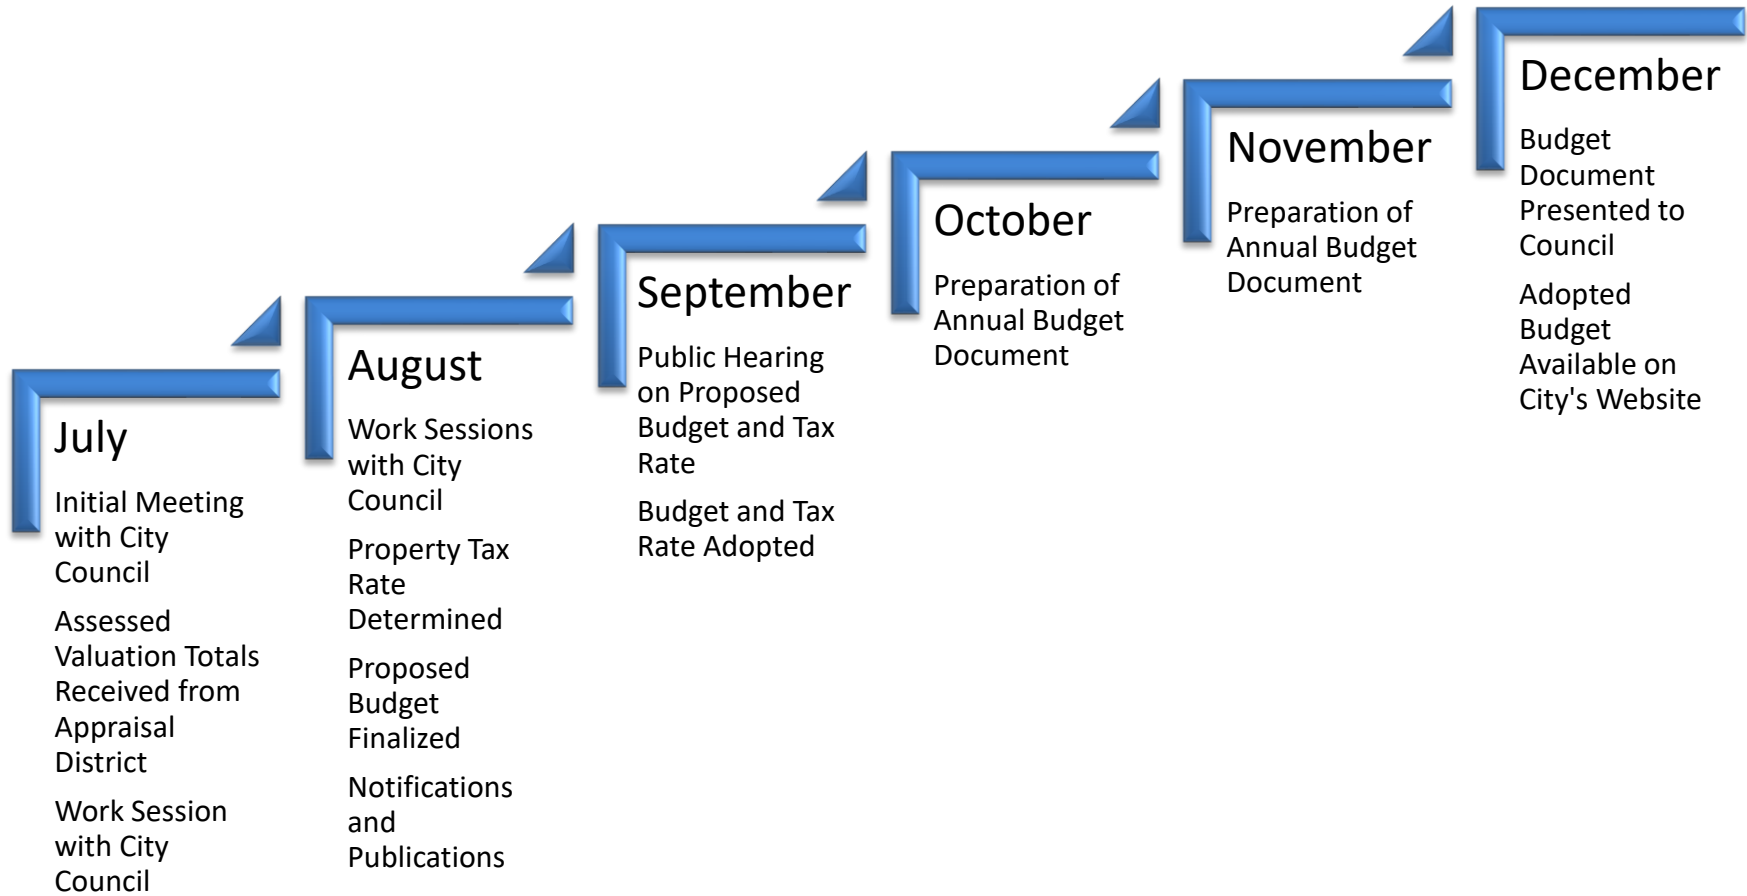 July
Initial Meeting
with City
Council
Assessed
Valuation Totals
Received from
Appraisal
District
Work Session
with City
Council
August
Work Sessions
with City
Council
Property Tax
Rate
Determined
Proposed
Budget
Finalized
Notifications
and
Publications
September
Public Hearing
on Proposed
Budget and Tax
Rate
Budget and Tax
Rate Adopted
October
Preparation of
Annual Budget
Document
November
Preparation of
Annual Budget
Document
December
Budget
Document
Presented to
Council
Adopted
Budget
Available on
City's Website